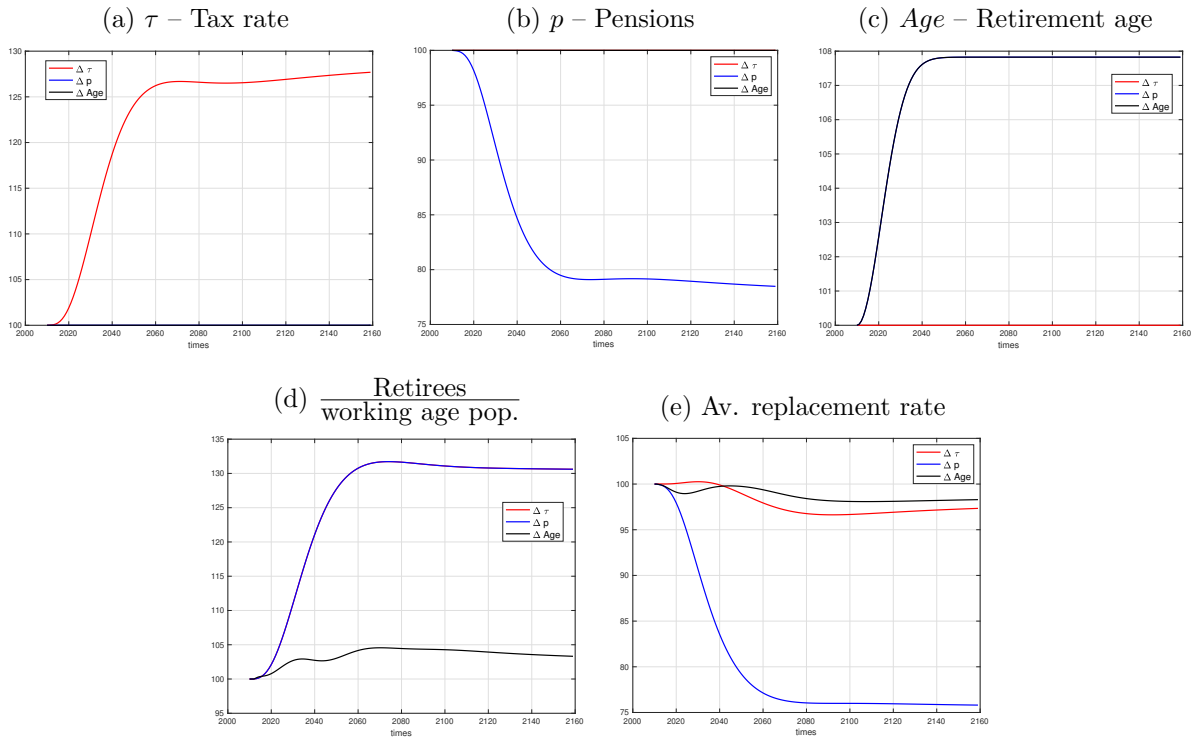 (a) τ – Tax rate
130
125
120
115
110
105
100
2000 2020 2040 2060 2080 2100 2120 2140 2160
times
Δ τ
Δ p
Δ Age
(b) p – Pensions
100
95
90
85
80
75
2000 2020 2040 2060 2080 2100 2120 2140 2160
times
Δ τ
Δ p
Δ Age
(c) Age – Retirement age
108
107
106
105
104
103
102
101
100
2000 2020 2040 2060 2080 2100 2120 2140 2160
times
Δ τ
Δ p
Δ Age
(d) Retirees
working age pop.
135
130
125
120
115
110
105
100
95
2000 2020 2040 2060 2080 2100 2120 2140 2160
times
Δ τ
Δ p
Δ Age
(e) Av. replacement rate
105
100
95
90
85
80
75
2000 2020 2040 2060 2080 2100 2120 2140 2160
times
Δ τ
Δ p
Δ Age